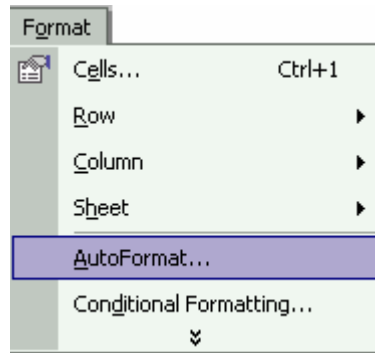 Format
Cells... Ctrl+1
Row
Column
Sheet
AutoFormat...
Conditional Formatting...